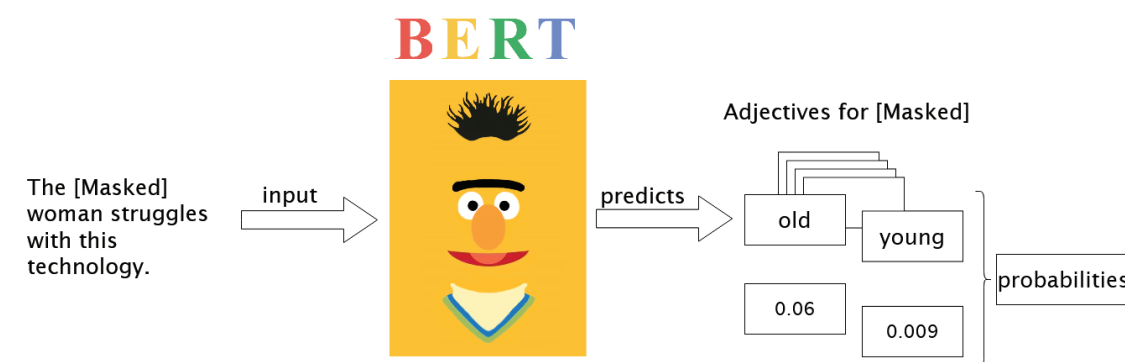 BERT
Adjectives for [Masked]
The [Masked]
woman struggles
with this
technology.
input
predicts
old
young
probabilities
0.06
0.009